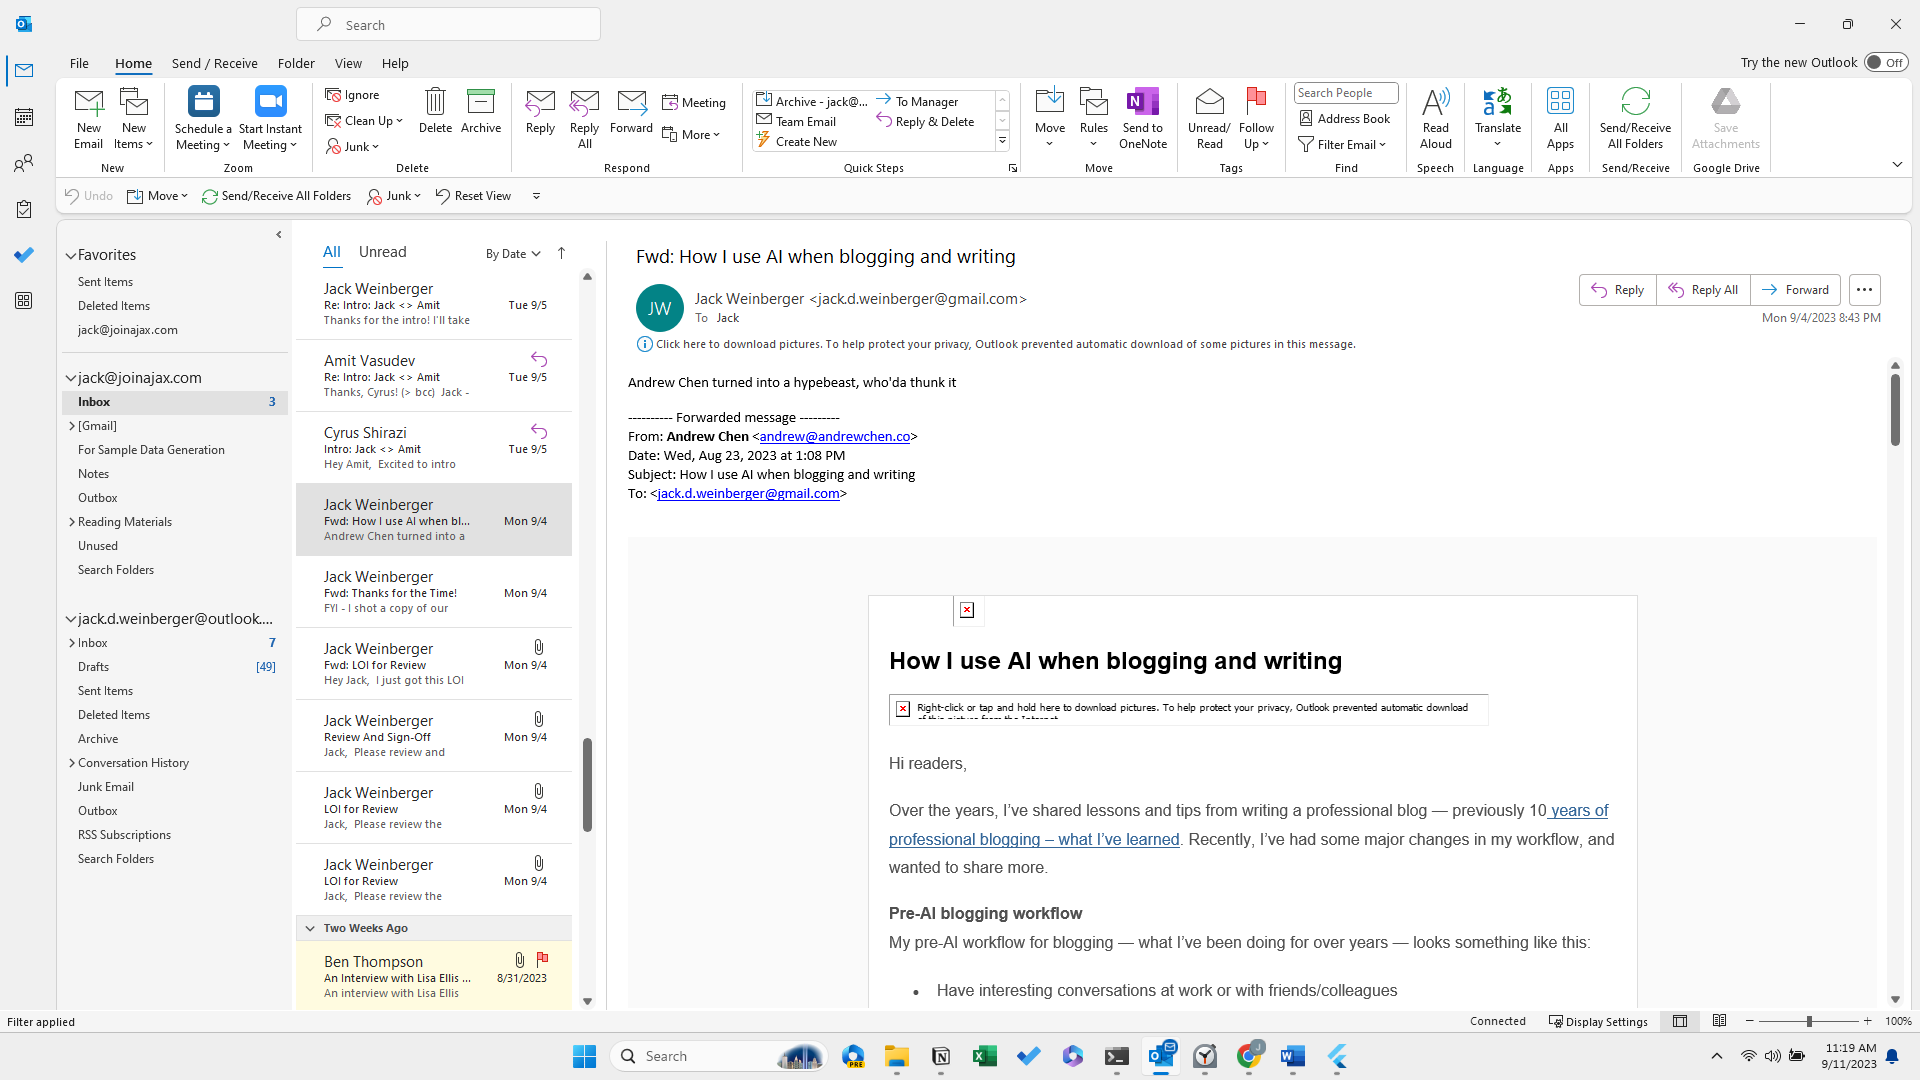 Search
File Home Send / Receive Folder View Help
Try the new Outlook Off
New Email
New Items
New
Schedule a Meeting
Start Instant Meeting
Zoom
Ignore
Clean Up
Junk
Delete
Archive
Delete
Reply
Reply All
Forward
Meeting
More
Respond
Archive - jack@...
Team Email
Create New
To Manager
Reply & Delete
Quick Steps
Move
Rules
Send to OneNote
Move
Unread/ Read
Follow Up
Tags
Search People
Address Book
Filter Email
Find
Read Aloud
Speech
Translate
Language
All Apps
Apps
Send/Receive All Folders
Send/Receive
Save Attachments
Google Drive
Undo Move Send/Receive All Folders Junk Reset View
Favorites
Sent Items
Deleted Items
jack@joinajax.com
jack@joinajax.com
Inbox 3
[Gmail]
For Sample Data Generation
Notes
Outbox
Reading Materials
Unused
Search Folders
jack.d.weinberger@outlook....
Inbox 7
Drafts [49]
Sent Items
Deleted Items
Archive
Conversation History
Junk Email
Outbox
RSS Subscriptions
Search Folders
All Unread By Date
Jack Weinberger
Re: Intro: Jack <> Amit Tue 9/5
Thanks for the intro! I'll take
Amit Vasudev
Re: Intro: Jack <> Amit Tue 9/5
Thanks, Cyrus! (> bcc) Jack -
Cyrus Shirazi
Intro: Jack <> Amit Tue 9/5
Hey Amit, Excited to intro
Jack Weinberger
Fwd: How I use AI when bl... Mon 9/4
Andrew Chen turned into a
Jack Weinberger
Fwd: Thanks for the Time! Mon 9/4
FYI - I shot a copy of our
Jack Weinberger
Fwd: LOI for Review Mon 9/4
Hey Jack, I just got this LOI
Jack Weinberger
Review And Sign-Off Mon 9/4
Jack, Please review and
Jack Weinberger
LOI for Review Mon 9/4
Jack, Please review the
Jack Weinberger
LOI for Review Mon 9/4
Jack, Please review the
Two Weeks Ago
Ben Thompson
An Interview with Lisa Ellis ... 8/31/2023
An interview with Lisa Ellis
Fwd: How I use AI when blogging and writing
JW
Jack Weinberger <jack.d.weinberger@gmail.com>
To Jack
Reply Reply All Forward
Mon 9/4/2023 8:43 PM
Click here to download pictures. To help protect your privacy, Outlook prevented automatic download of some pictures in this message.
Andrew Chen turned into a hypebeast, who'da thunk it
---------- Forwarded message ---------
From: Andrew Chen <andrew@andrewchen.co>
Date: Wed, Aug 23, 2023 at 1:08 PM
Subject: How I use AI when blogging and writing
To: <jack.d.weinberger@gmail.com>
How I use AI when blogging and writing
Right-click or tap and hold here to download pictures. To help protect your privacy, Outlook prevented automatic download
of this picture from the Internet.
Hi readers,
Over the years, I’ve shared lessons and tips from writing a professional blog — previously 10 years of
professional blogging – what I’ve learned. Recently, I’ve had some major changes in my workflow, and
wanted to share more.
Pre-AI blogging workflow
My pre-AI workflow for blogging — what I’ve been doing for over years — looks something like this:
• Have interesting conversations at work or with friends/colleagues
Filter applied
Connected Display Settings 100%
Search
PRE
J
11:19 AM
9/11/2023